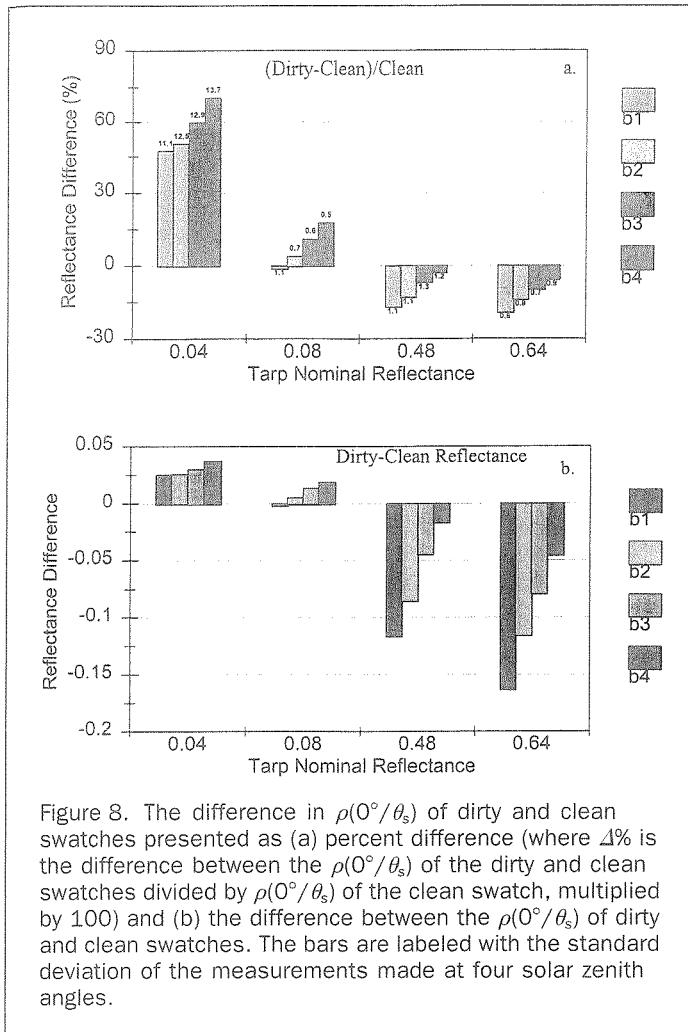 90
(Dirty-Clean)/Clean
a.
60
30
0
-30
Reflectance Difference (%)
11.1
12.5
12.9
13.7
1.1
0.7
0.6
0.5
1.1
1.1
1.3
1.2
0.7
0.04 0.08 0.48 0.64
Tarp Nominal Reflectance
b1
b2
b3
b4
0.05
Dirty-Clean Reflectance
b.
0
-0.05
-0.1
-0.15
-0.2
Reflectance Difference
0.04 0.08 0.48 0.64
Tarp Nominal Reflectance
b1
b2
b3
b4
Figure 8. The difference in ρ(0°/θs) of dirty and clean
swatches presented as (a) percent difference (where Δ% is
the difference between the ρ(0°/θs) of the dirty and clean
swatches divided by ρ(0°/θs) of the clean swatch, multiplied
by 100) and (b) the difference between the ρ(0°/θs) of dirty
and clean swatches. The bars are labeled with the standard
deviation of the measurements made at four solar zenith
angles.